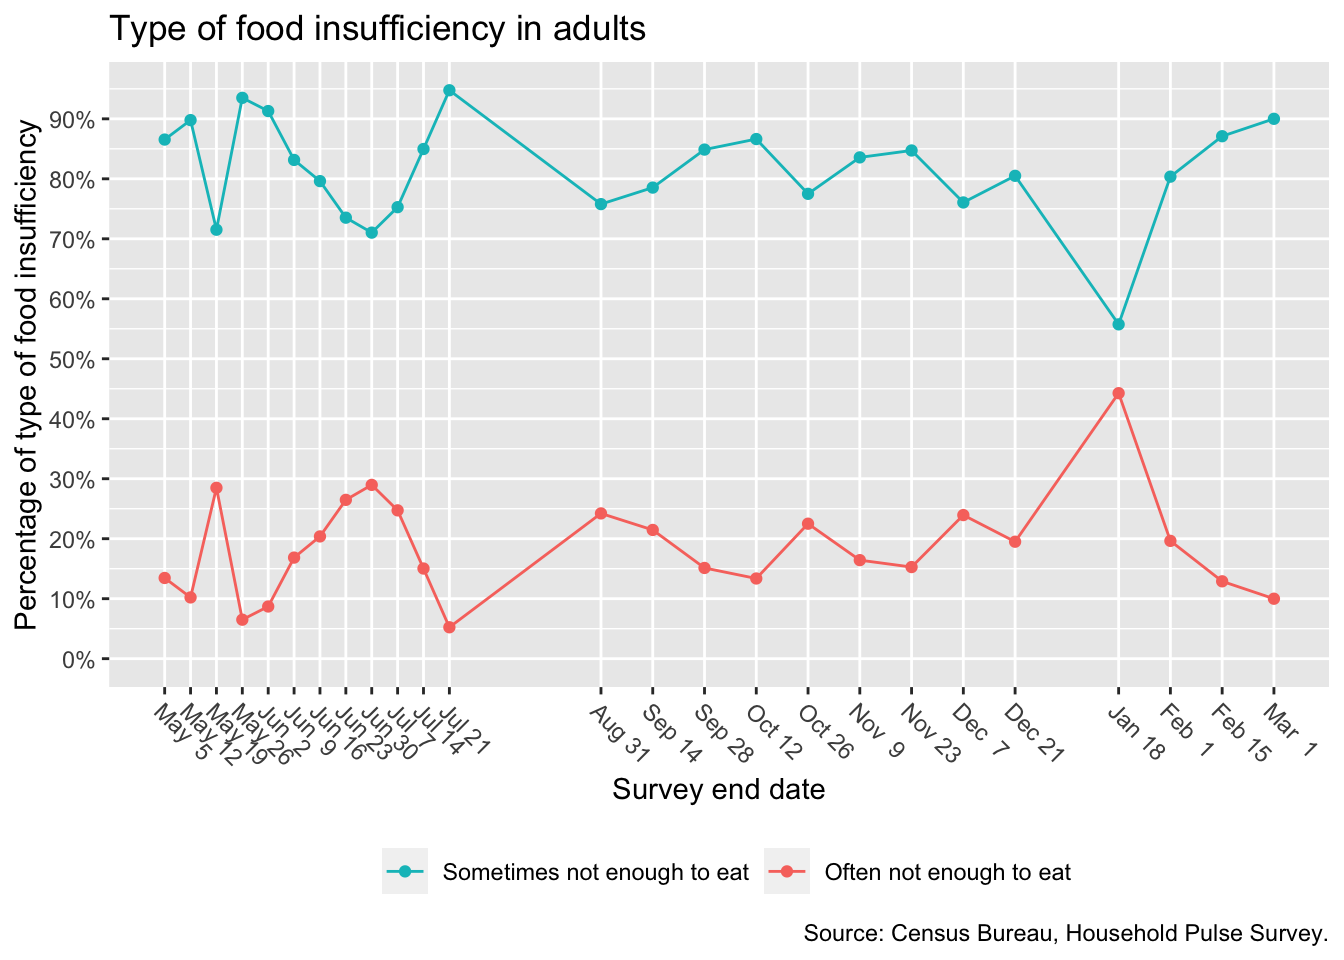 Type of food insufficiency in adults
Percentage of type of food insufficiency
90%
80%
70%
60%
50%
40%
30%
20%
10%
0%
May 5
May 12
May 19
May 26
Jun 2
Jun 9
Jun 16
Jun 23
Jun 30
Jul 7
Jul 14
Jul 21
Aug 31
Sep 14
Sep 28
Oct 12
Oct 26
Nov 9
Nov 23
Dec 7
Dec 21
Jan 18
Feb 1
Feb 15
Mar 1
Survey end date
Sometimes not enough to eat
Often not enough to eat
Source: Census Bureau, Household Pulse Survey.